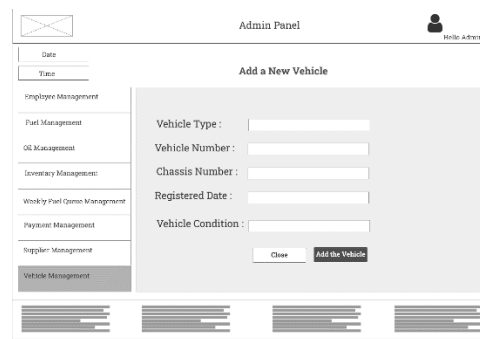 Admin Panel
Hello Admin
Date
Time
Add a New Vehicle
Employee Management
Fuel Management
Oil Management
Inventory Management
Weekly Fuel Queue Management
Payment Management
Supplier Management
Vehicle Management
Vehicle Type :
Vehicle Number :
Chassis Number :
Registered Date :
Vehicle Condition :
Close
Add the Vehicle